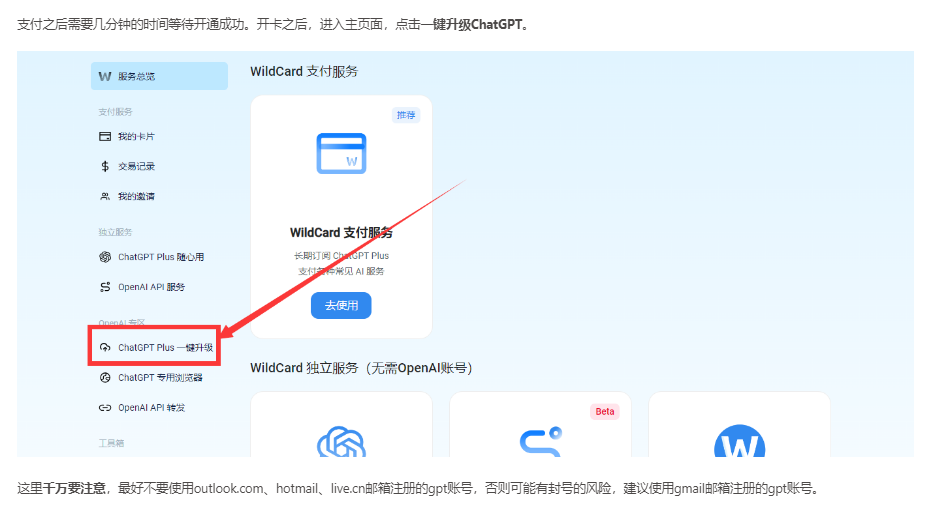 支付之后需要几分钟的时间等待开通成功。开卡之后，进入主页面，点击一键升级ChatGPT。
W 服务总览
WildCard 支付服务
支付服务
我的卡片
交易记录
我的邀请
推荐
W
WildCard 支付服务
长期订阅 ChatGPT Plus
支付各种常见 AI 服务
去使用
独立服务
ChatGPT Plus 随心用
OpenAI API 服务
OpenAI 专区
ChatGPT Plus 一键升级
ChatGPT 专用浏览器
OpenAI API 转发
工具箱
WildCard 独立服务（无需OpenAI账号）
Beta
W
这里千万要注意，最好不要使用outlook.com、hotmail、live.cn邮箱注册的gpt账号，否则可能有封号的风险，建议使用gmail邮箱注册的gpt账号。